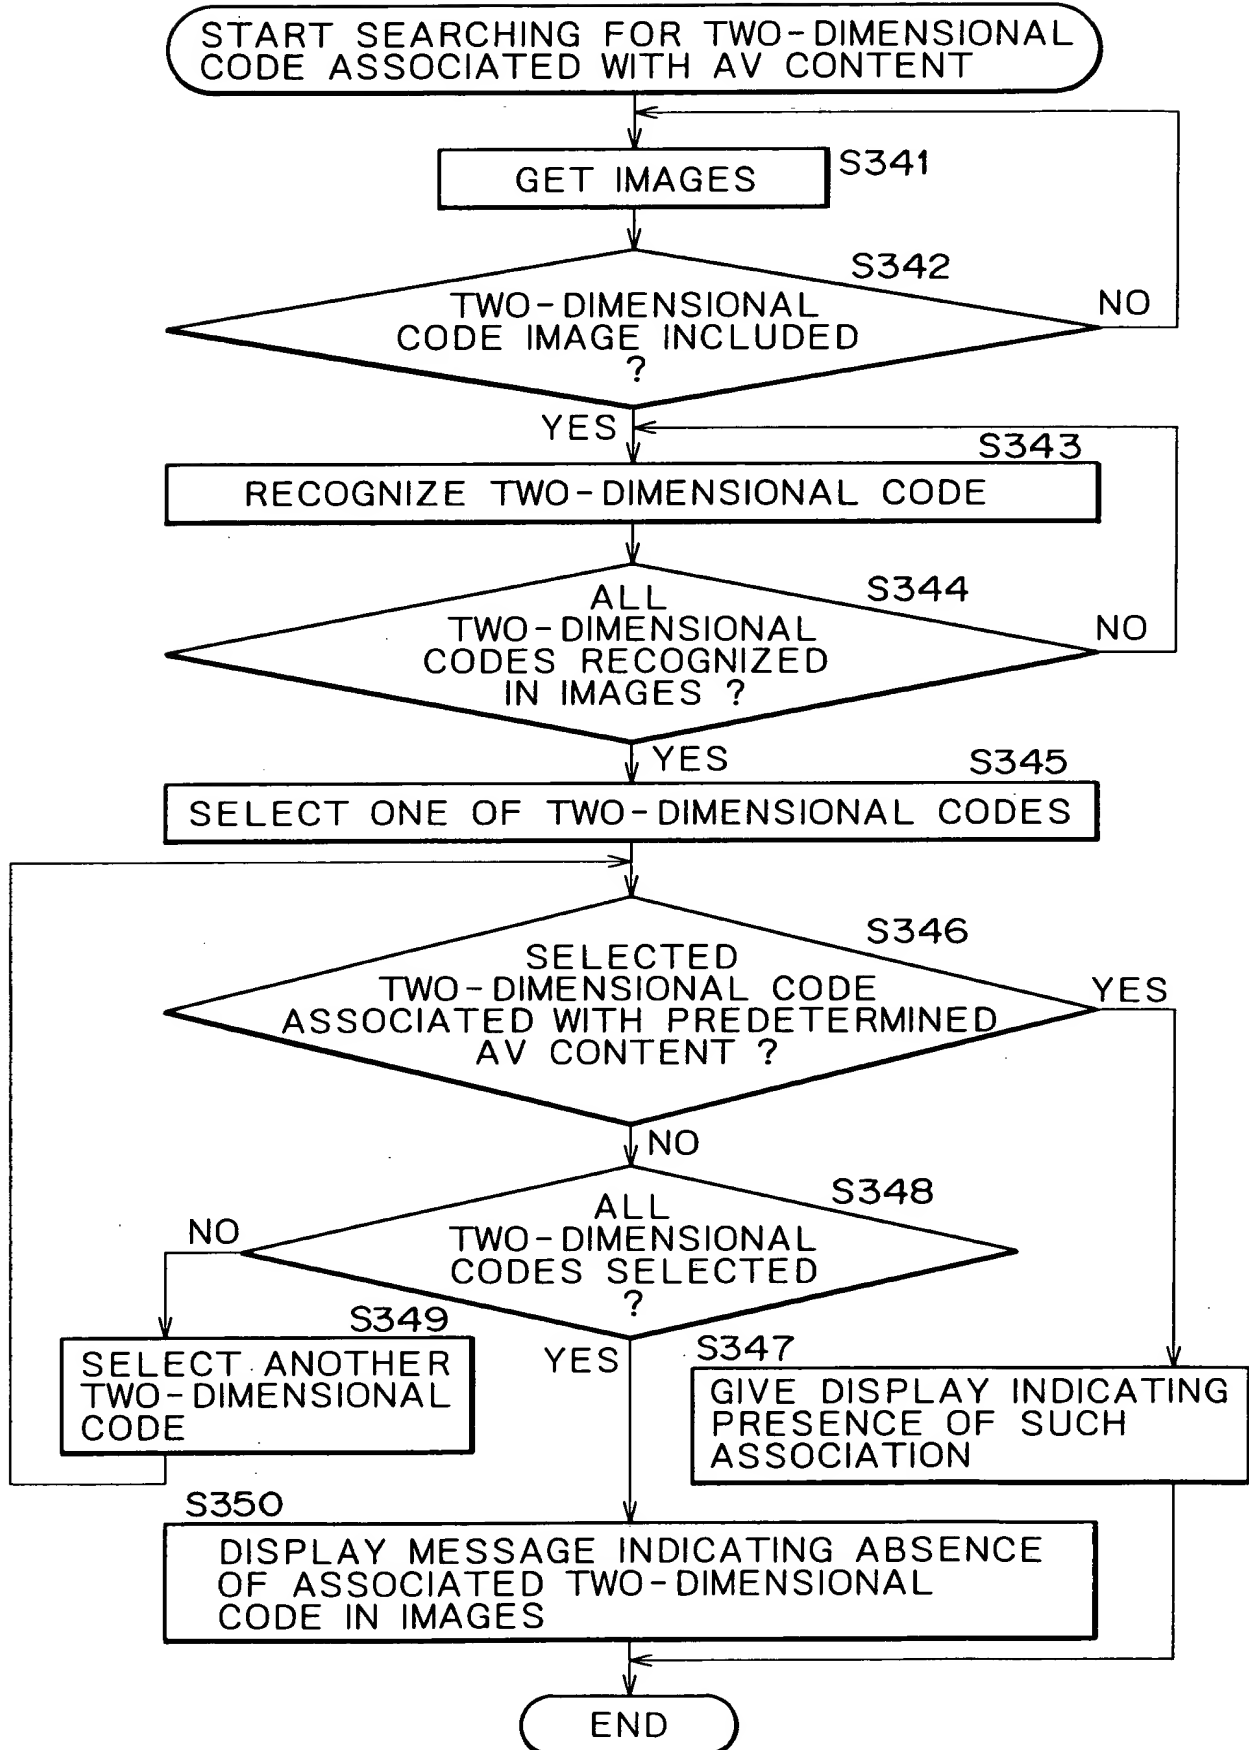 START SEARCHING FOR TWO-DIMENSIONAL
CODE ASSOCIATED WITH AV CONTENT
GET IMAGES
S341
S342
TWO-DIMENSIONAL
CODE IMAGE INCLUDED
?
NO
YES
S343
RECOGNIZE TWO-DIMENSIONAL CODE
S344
ALL
TWO-DIMENSIONAL
CODES RECOGNIZED
IN IMAGES ?
NO
YES
S345
SELECT ONE OF TWO-DIMENSIONAL CODES
S346
SELECTED
TWO-DIMENSIONAL CODE
ASSOCIATED WITH PREDETERMINED
AV CONTENT ?
YES
NO
S348
ALL
TWO-DIMENSIONAL
CODES SELECTED
?
NO
YES
S349
SELECT ANOTHER
TWO-DIMENSIONAL
CODE
S347
GIVE DISPLAY INDICATING
PRESENCE OF SUCH
ASSOCIATION
S350
DISPLAY MESSAGE INDICATING ABSENCE
OF ASSOCIATED TWO-DIMENSIONAL
CODE IN IMAGES
END